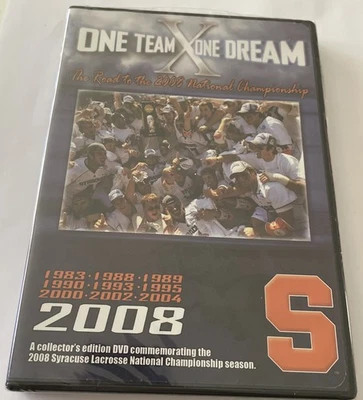 ONE TEAM X ONE DREAM
The Road to the 2008 National Championship
1983 · 1988 · 1989
1990 · 1993 · 1995
2000 · 2002 · 2004
2008
S
A collector's edition DVD commemorating the
2008 Syracuse Lacrosse National Championship season.